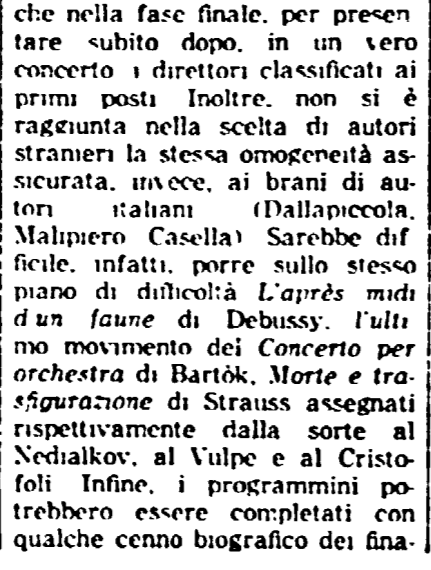 che nella fase finale, per presen
tare subito dopo, in un vero
concerto i direttori classificati ai
primi posti Inoltre, non si è
raggiunta nella scelta di autori
stranieri la stessa omogeneità as-
sicurata, invece, ai brani di au-
tori italiani (Dallapiccola,
Malipiero Casella) Sarebbe dif
ficile, infatti, porre sullo stesso
piano di difficoltà L'après midi
d'un faune di Debussy, l'ulti
mo movimento del Concerto per
orchestra di Bartòk, Morte e tra-
sfigurazione di Strauss assegnati
rispettivamente dalla sorte al
Nedialkov, al Vulpe e al Cristo-
foli Infine, i programmini po-
trebbero essere completati con
qualche cenno biografico dei fina-